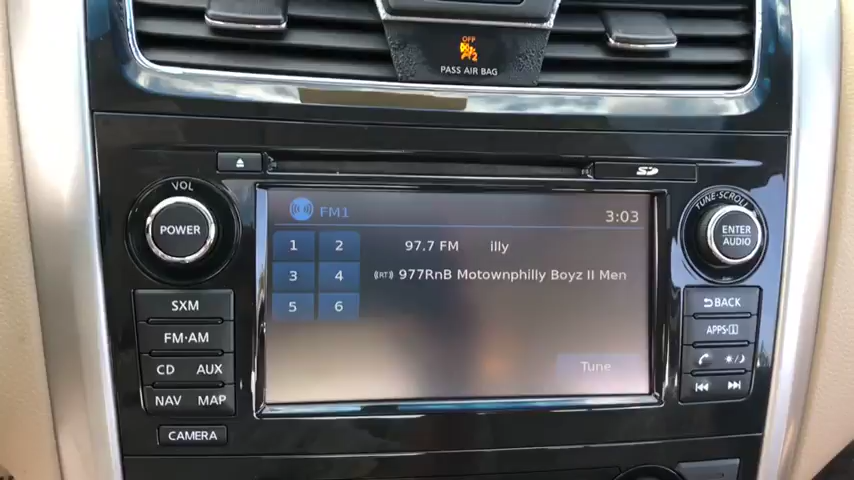 OFF
PASS AIR BAG
SD
VOL
POWER
TUNE·SCROLL
ENTER
AUDIO
FM1
3:03
1 2
97.7 FM illy
3 4
(RT) 977RnB Motownphilly Boyz II Men
5 6
Tune
SXM
FM·AM
CD AUX
NAV MAP
CAMERA
BACK
APPS·i